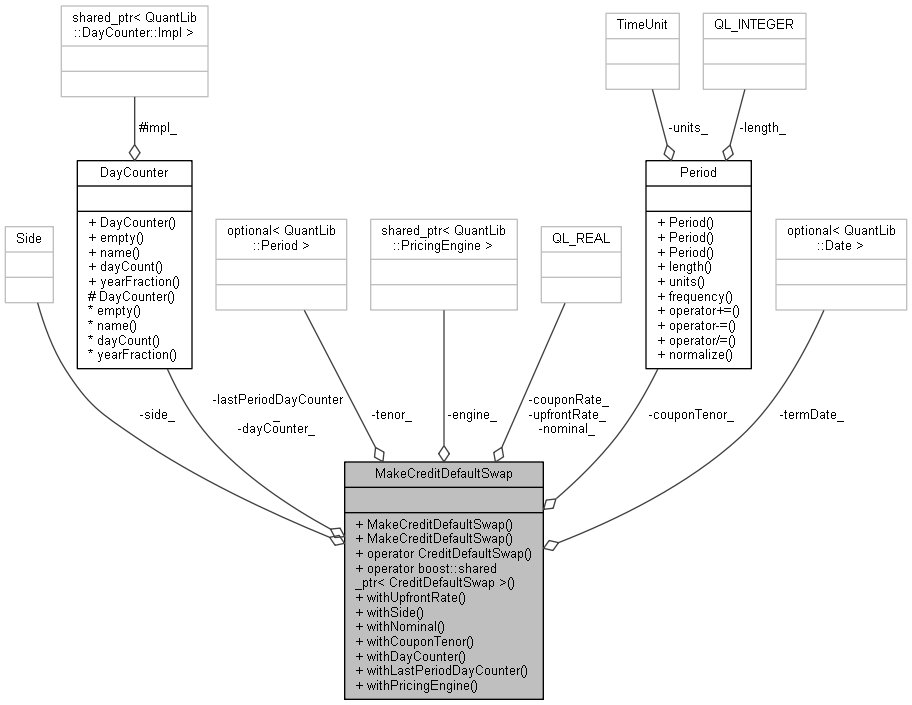 shared_ptr< QuantLib
::DayCounter::Impl >
TimeUnit
QL_INTEGER
#impl_
-units_
-length_
DayCounter
+ DayCounter()
+ empty()
+ name()
+ dayCount()
+ yearFraction()
# DayCounter()
* empty()
* name()
* dayCount()
* yearFraction()
Period
+ Period()
+ Period()
+ Period()
+ length()
+ units()
+ frequency()
+ operator+=()
+ operator-=()
+ operator/=()
+ normalize()
Side
optional< QuantLib
::Period >
shared_ptr< QuantLib
::PricingEngine >
QL_REAL
optional< QuantLib
::Date >
-side_
-lastPeriodDayCounter
_
-dayCounter_
-tenor_
-engine_
-couponRate_
-upfrontRate_
-nominal_
-couponTenor_
-termDate_
MakeCreditDefaultSwap
+ MakeCreditDefaultSwap()
+ MakeCreditDefaultSwap()
+ operator CreditDefaultSwap()
+ operator boost::shared
_ptr< CreditDefaultSwap >()
+ withUpfrontRate()
+ withSide()
+ withNominal()
+ withCouponTenor()
+ withDayCounter()
+ withLastPeriodDayCounter()
+ withPricingEngine()